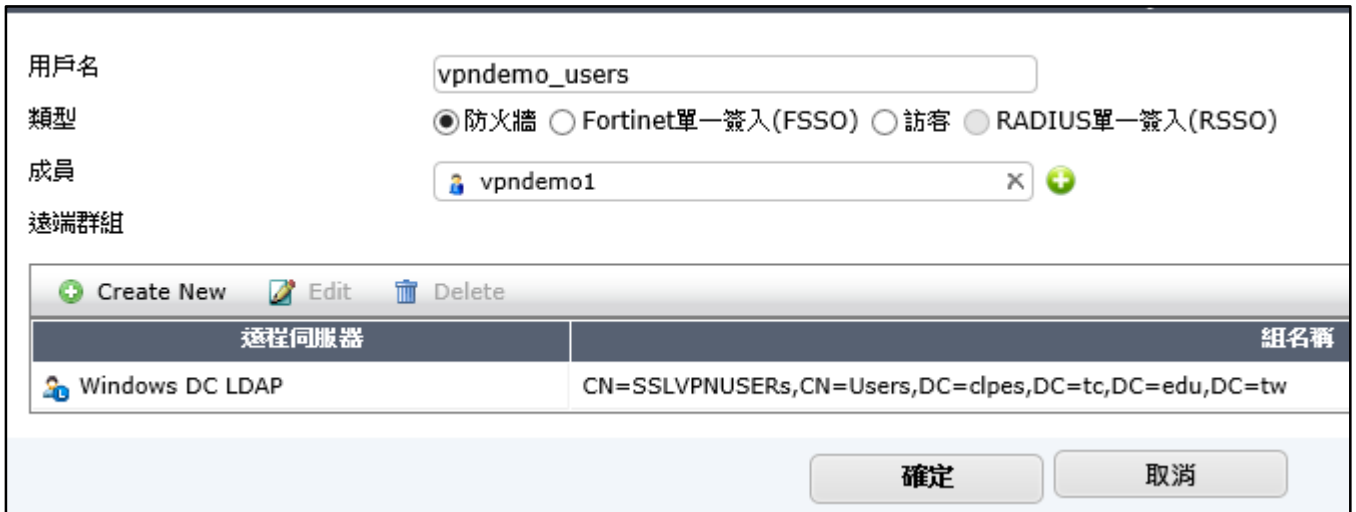 用戶名 vpndemo_users
類型 防火牆 Fortinet單一簽入(FSSO) 訪客 RADIUS單一簽入(RSSO)
成員 vpndemo1
遠端群組
Create New Edit Delete
遠程伺服器 組名稱
Windows DC LDAP CN=SSLVPNUSERs,CN=Users,DC=clpes,DC=tc,DC=edu,DC=tw
確定 取消